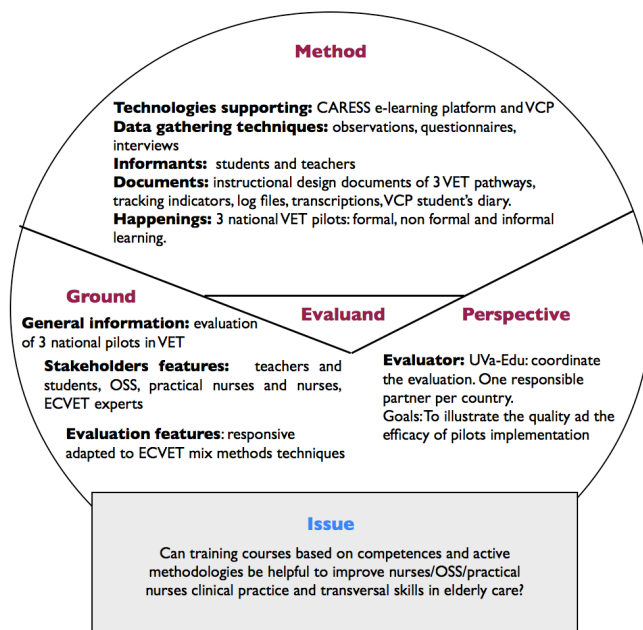 Method
Technologies supporting: CARESS e-learning platform and VCP
Data gathering techniques: observations, questionnaires,
interviews
Informants: students and teachers
Documents: instructional design documents of 3 VET pathways,
tracking indicators, log files, transcriptions, VCP student's diary.
Happenings: 3 national VET pilots: formal, non formal and informal
learning.
Ground
General information: evaluation
of 3 national pilots in VET
Stakeholders features: teachers and
students, OSS, practical nurses and nurses,
ECVET experts
Evaluation features: responsive
adapted to ECVET mix methods techniques
Evaluand
Perspective
Evaluator: UVa-Edu: coordinate
the evaluation. One responsible
partner per country.
Goals: To illustrate the quality ad the
efficacy of pilots implementation
Issue
Can training courses based on competences and active
methodologies be helpful to improve nurses/OSS/practical
nurses clinical practice and transversal skills in elderly care?